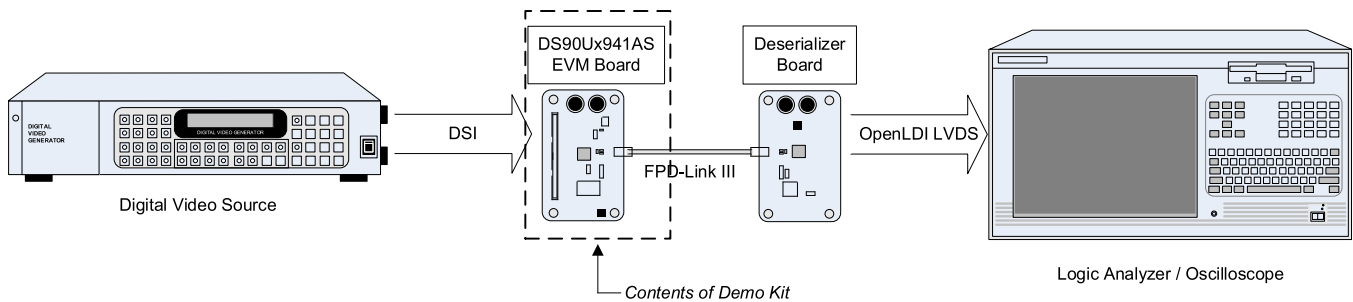 DIGITAL
VIDEO
GENERATOR
DIGITAL VIDEO GENERATOR
Digital Video Source
DSI
DS90Ux941AS
EVM Board
FPD-Link III
Contents of Demo Kit
Deserializer
Board
OpenLDI LVDS
Logic Analyzer / Oscilloscope